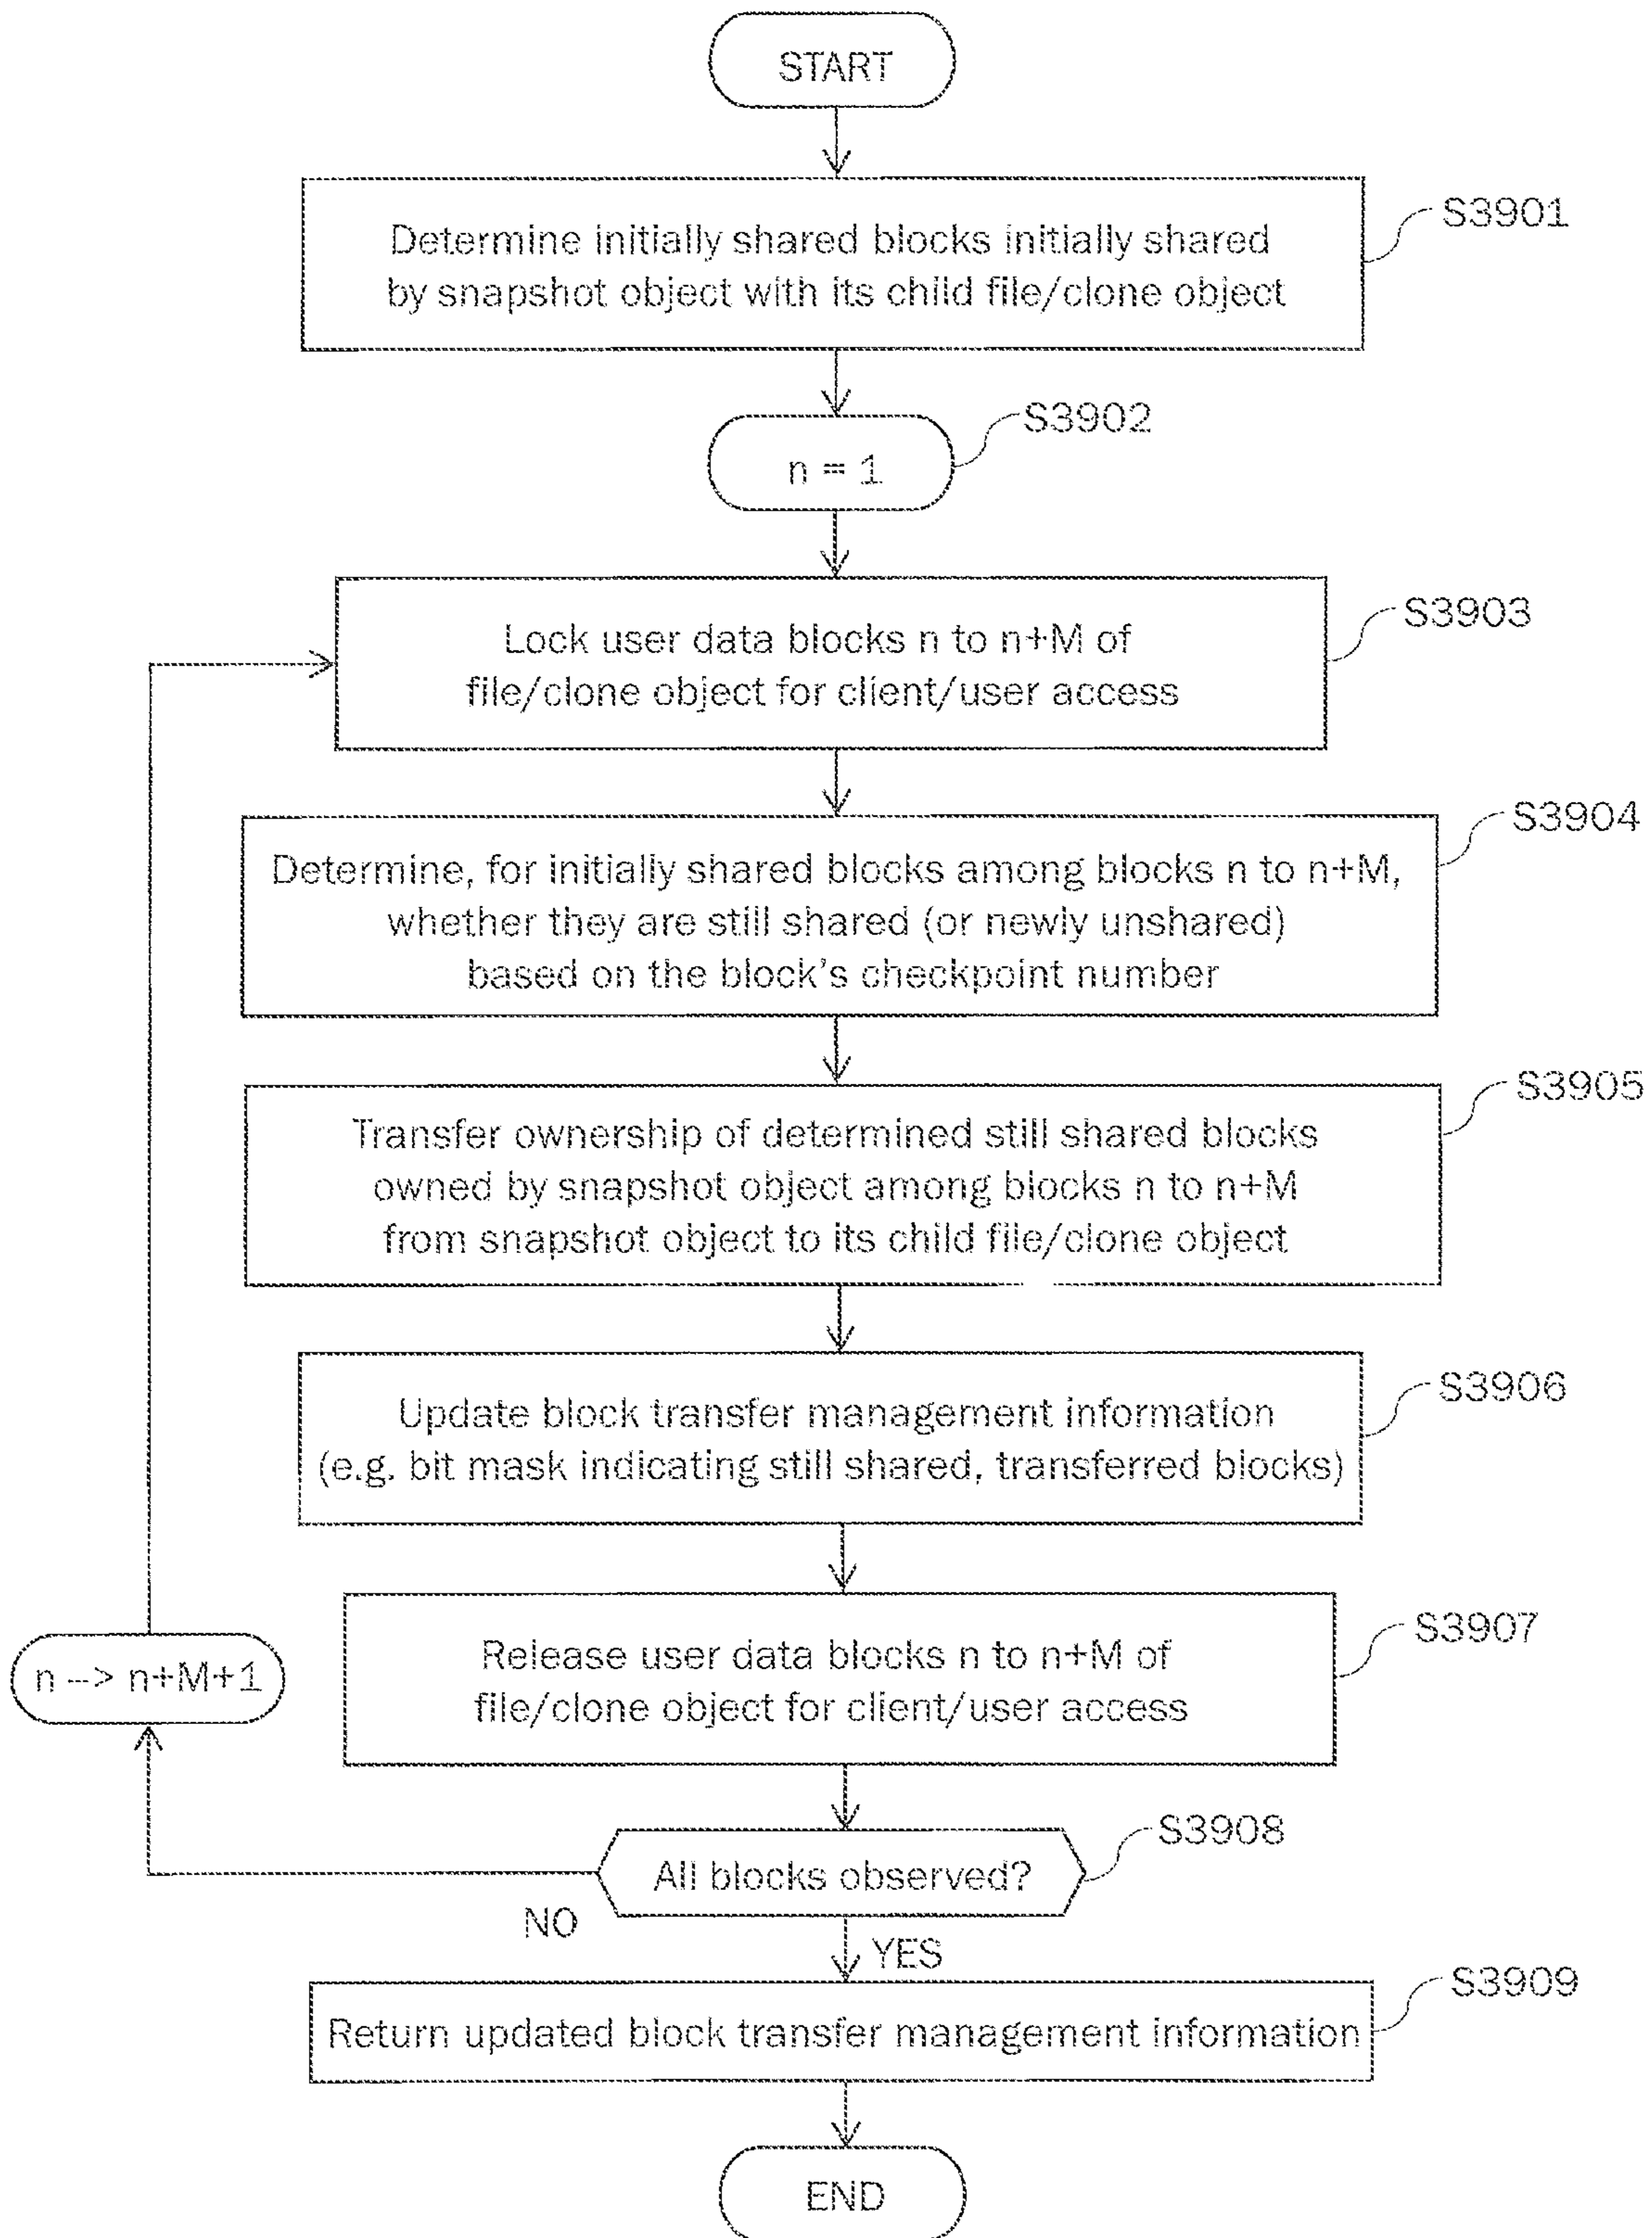 START
Determine initially shared blocks initially shared
by snapshot object with its child file/clone object
S3901
n = 1
S3902
Lock user data blocks n to n+M of
file/clone object for client/user access
S3903
Determine, for initially shared blocks among blocks n to n+M,
whether they are still shared (or newly unshared)
based on the block's checkpoint number
S3904
Transfer ownership of determined still shared blocks
owned by snapshot object among blocks n to n+M
from snapshot object to its child file/clone object
S3905
Update block transfer management information
(e.g. bit mask indicating still shared, transferred blocks)
S3906
Release user data blocks n to n+M of
file/clone object for client/user access
S3907
n --> n+M+1
All blocks observed?
S3908
NO
YES
Return updated block transfer management information
S3909
END